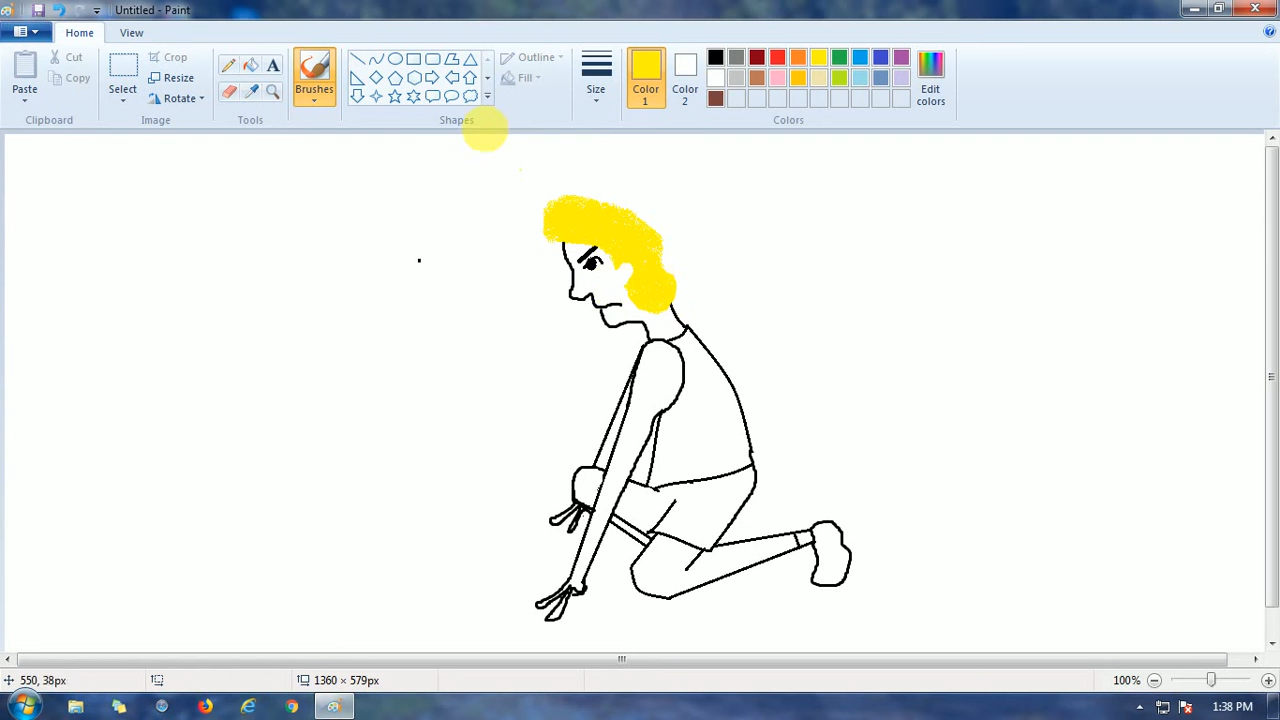 Untitled - Paint
Home
View
Paste
Cut
Copy
Clipboard
Select
Crop
Resize
Rotate
Image
A
Tools
Brushes
Outline
Fill
Shapes
Size
Color 1
Color 2
Edit colors
Colors
550, 38px
1360 × 579px
100%
1:38 PM